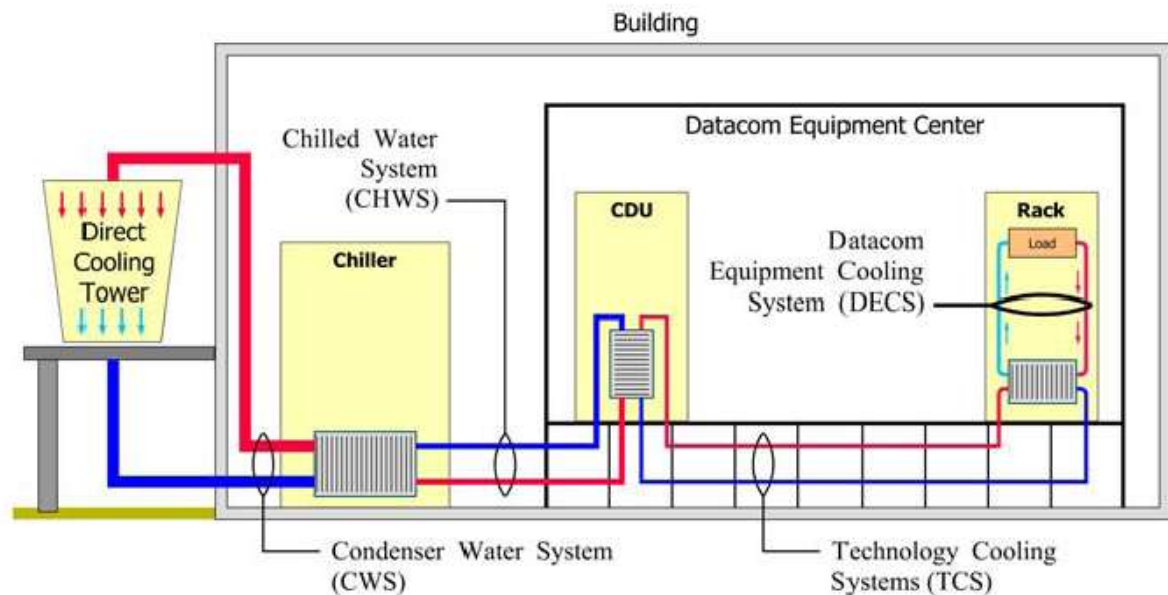 Building
Datacom Equipment Center
Chilled Water
System
(CHWS)
CDU
Rack
Load
Direct
Cooling
Tower
Chiller
Datacom
Equipment Cooling
System (DECS)
Condenser Water System
(CWS)
Technology Cooling
Systems (TCS)